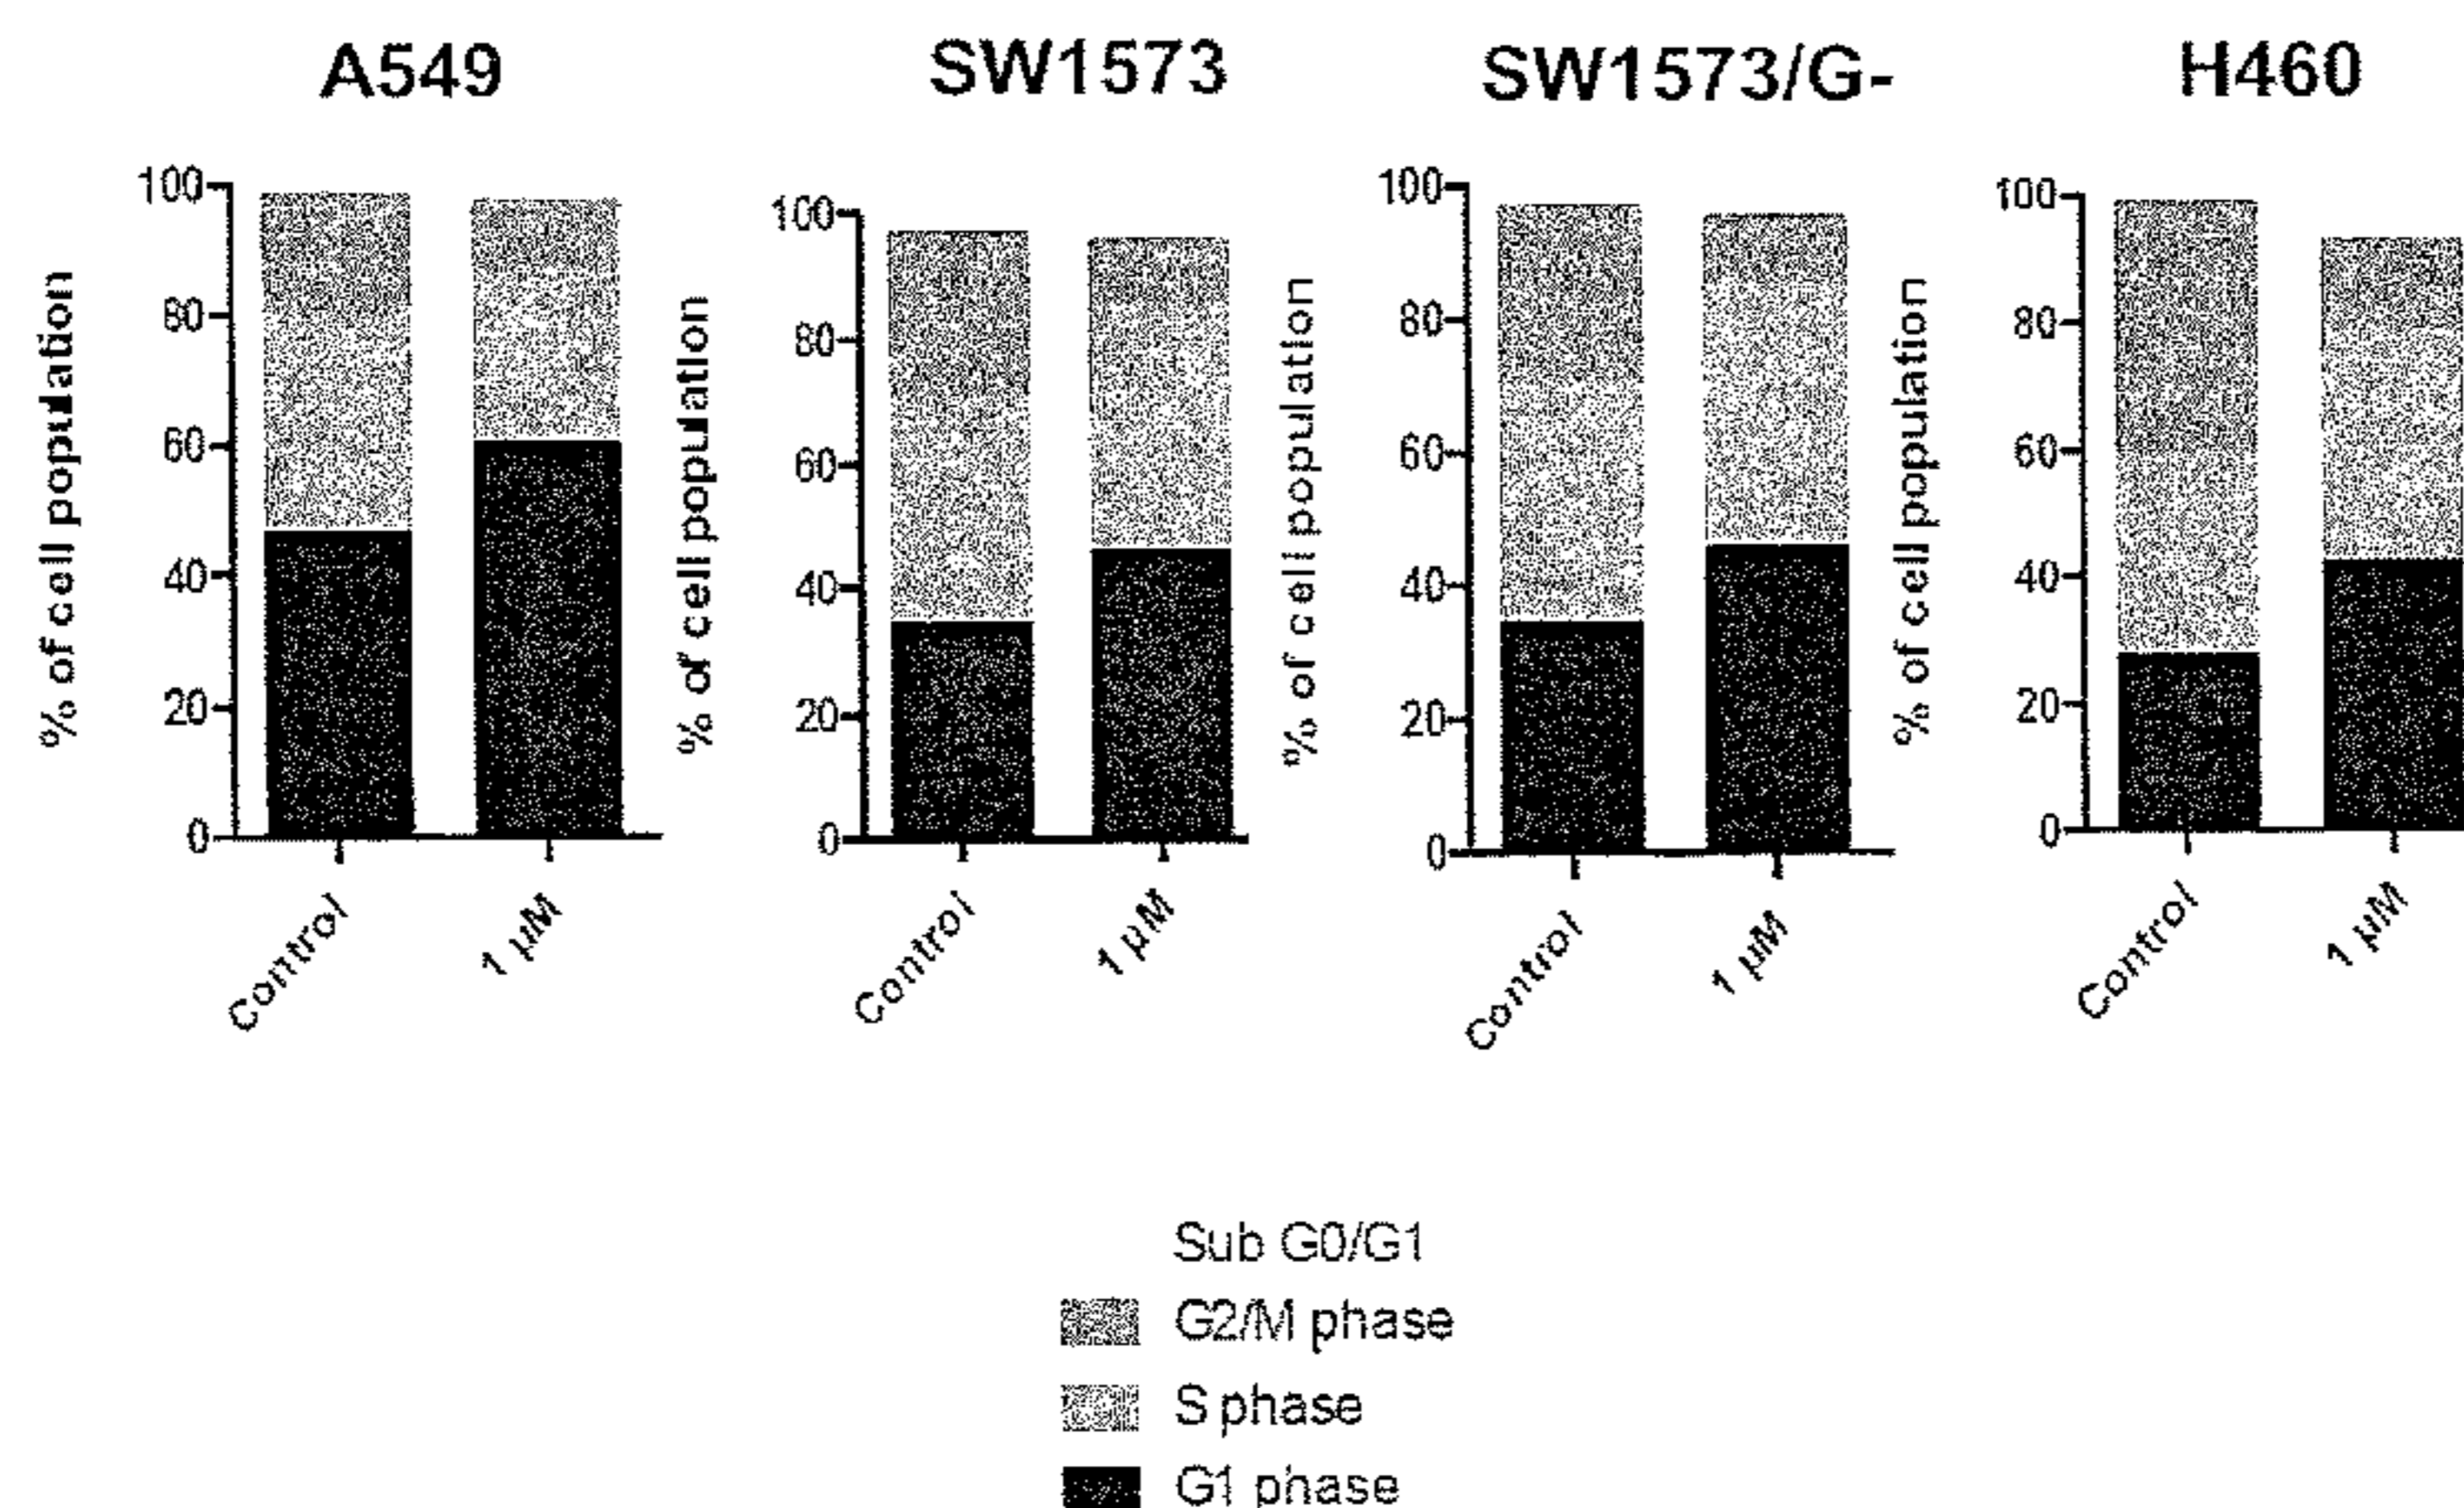 A549
SW1573
SW1573/G-
H460
% of cell population
100
80
60
40
20
0
Control
1 µM
% of cell population
100
80
60
40
20
0
Control
1 µM
% of cell population
100
80
60
40
20
0
Control
1 µM
% of cell population
100
80
60
40
20
0
Control
1 µM
Sub G0/G1
G2/M phase
S phase
G1 phase